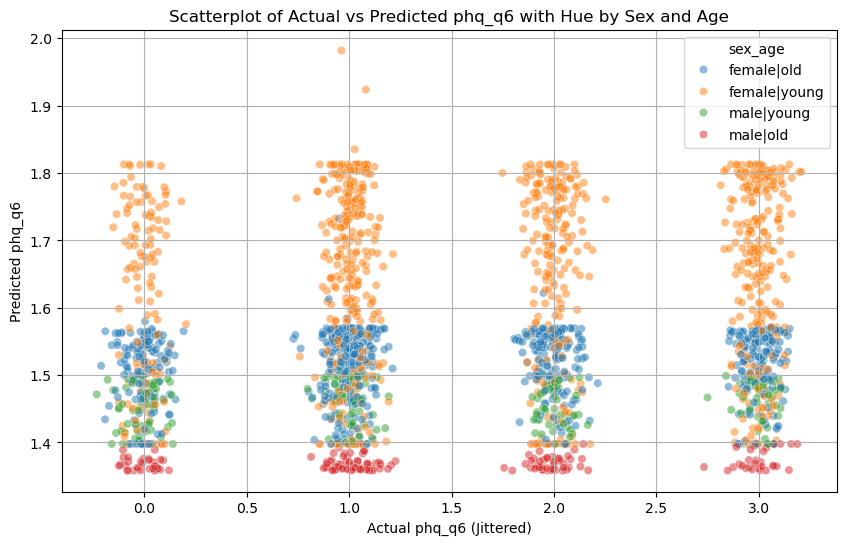 Scatterplot of Actual vs Predicted phq_q6 with Hue by Sex and Age
2.0
1.9
1.8
1.7
1.6
1.5
1.4
Predicted phq_q6
sex_age
female|old
female|young
male|young
male|old
0.0 0.5 1.0 1.5 2.0 2.5 3.0
Actual phq_q6 (Jittered)